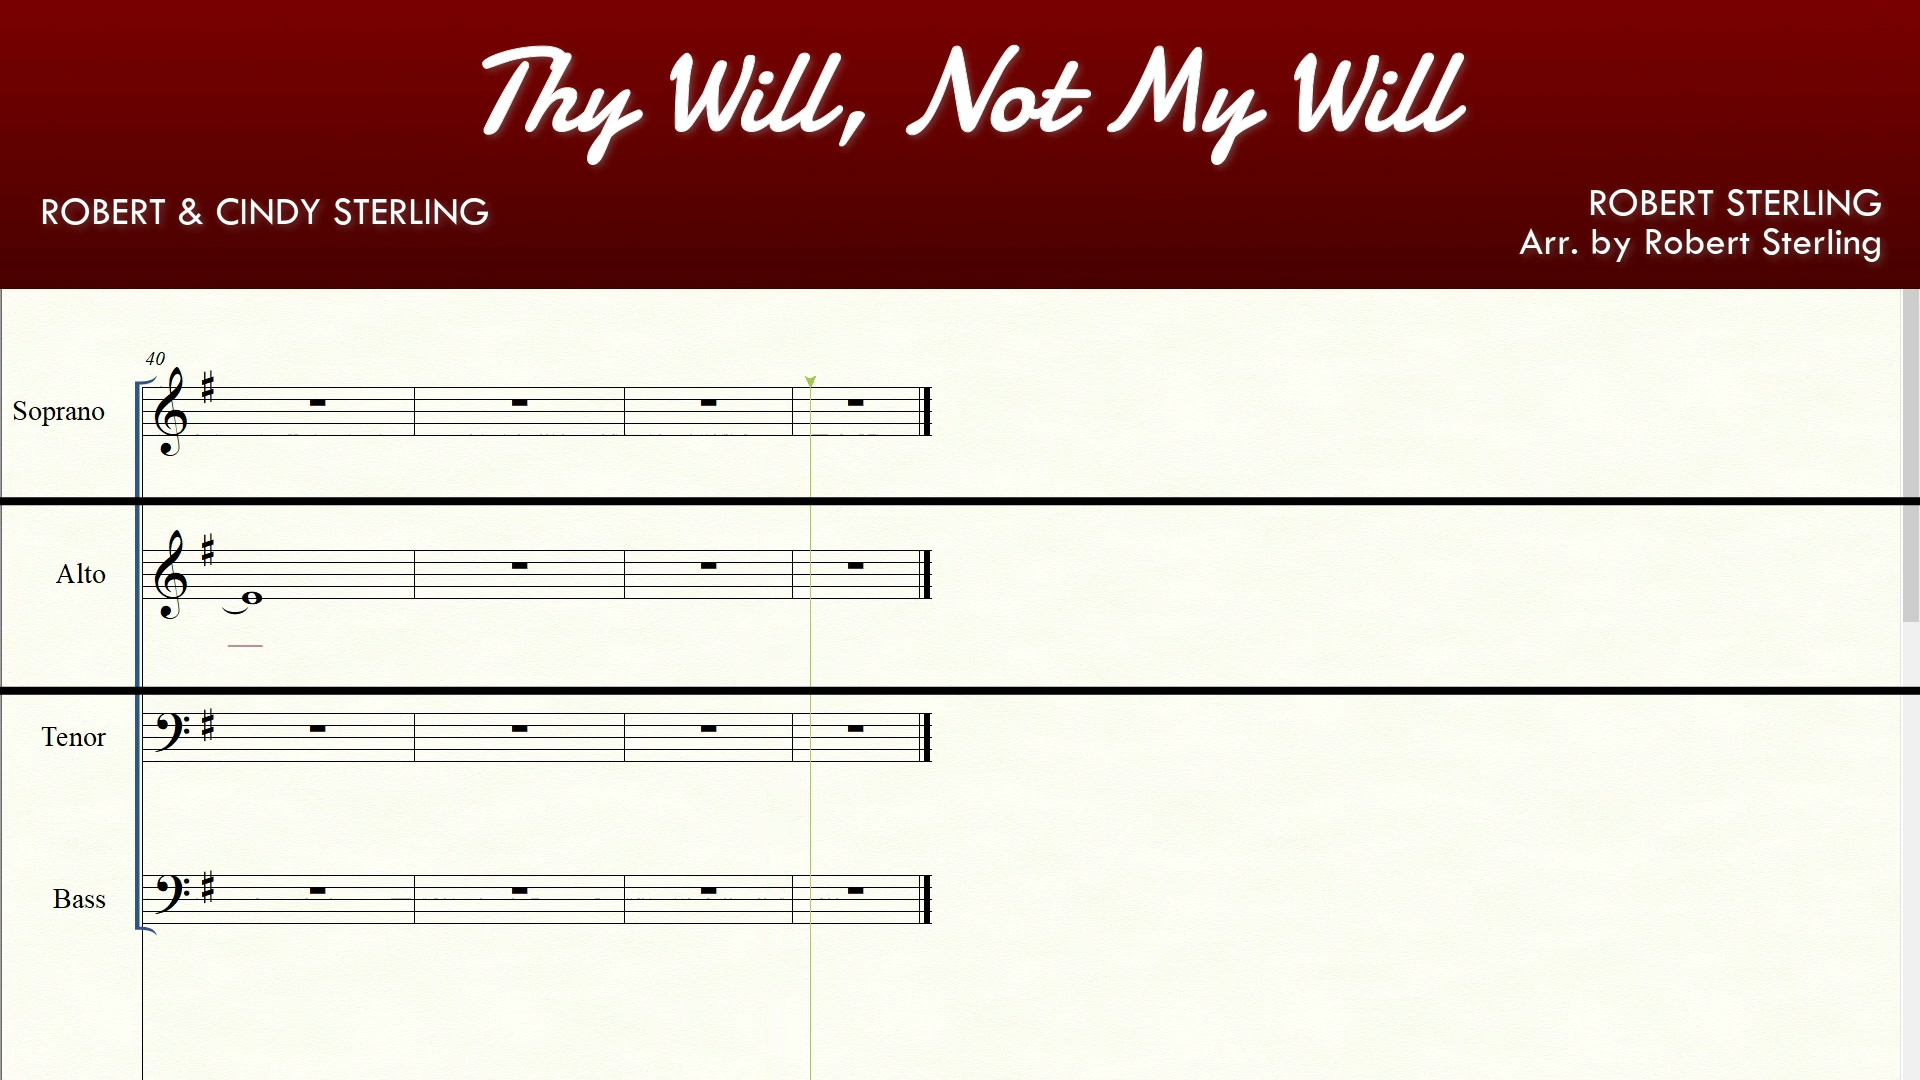 Thy Will, Not My Will
ROBERT & CINDY STERLING
ROBERT STERLING
Arr. by Robert Sterling
40
Soprano
Alto
Tenor
Bass